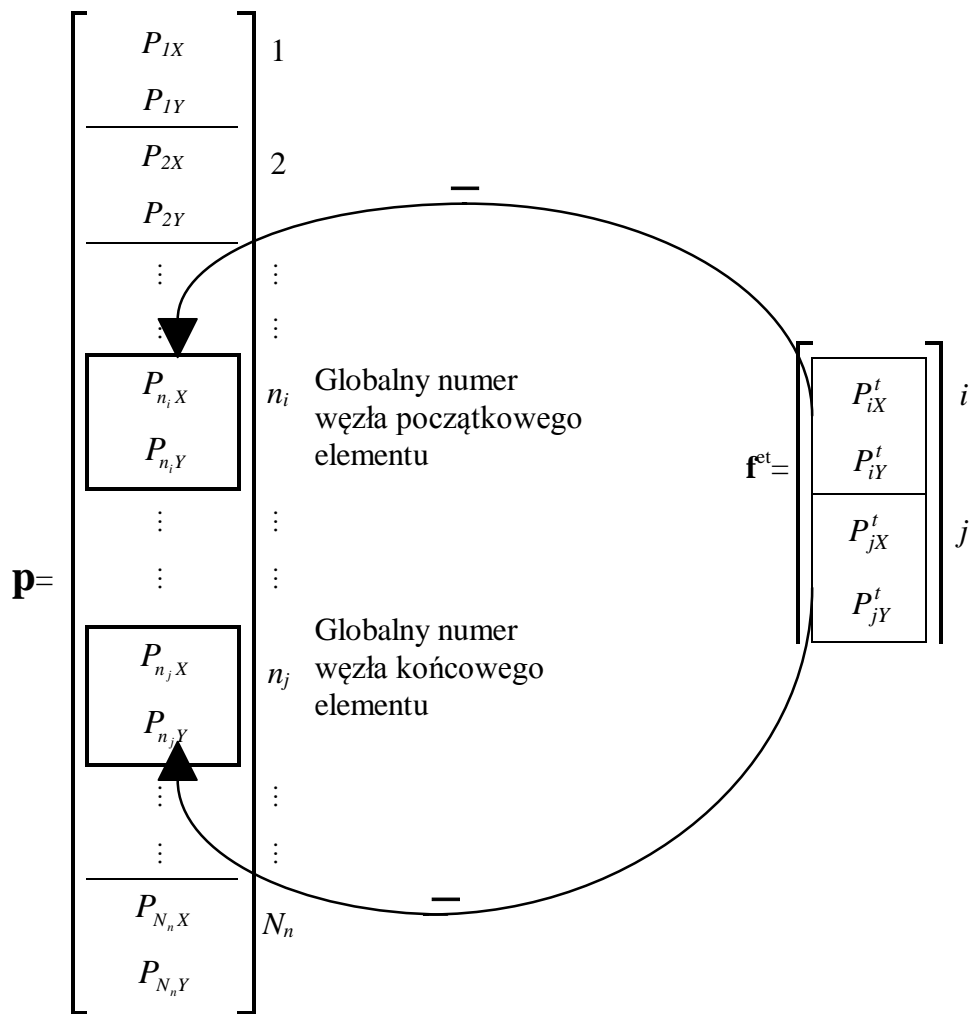 P_{1X} 1
P_{1Y}
P_{2X} 2
P_{2Y}
–
⋮ ⋮
⋮ ⋮
P_{n_i X} n_i
P_{n_i Y}
Globalny numer
węzła początkowego
elementu
⋮ ⋮
p= ⋮ ⋮
P_{n_j X} n_j
P_{n_j Y}
Globalny numer
węzła końcowego
elementu
⋮ ⋮
⋮ ⋮
–
P_{N_n X} N_n
P_{N_n Y}
P^t_{iX} i
f^{et}= P^t_{iY}
P^t_{jX} j
P^t_{jY}